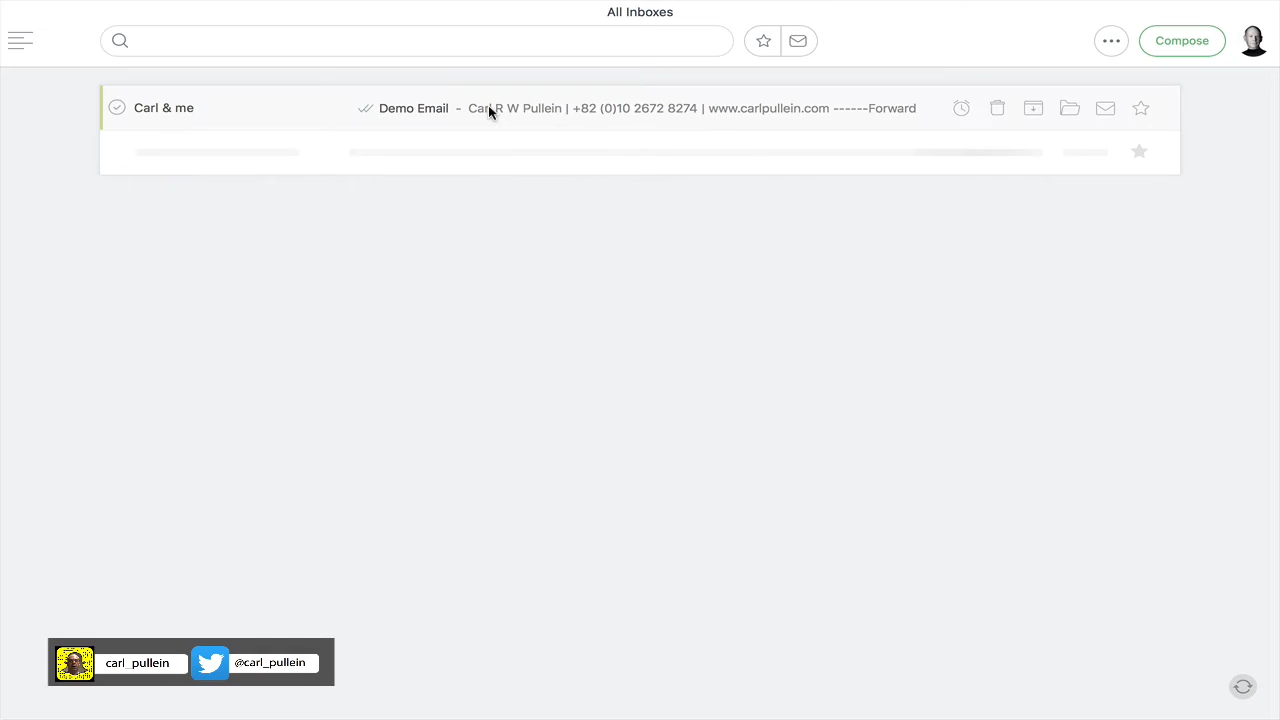 All Inboxes
Compose
Carl & me
Demo Email - Carl R W Pullein | +82 (0)10 2672 8274 | www.carlpullein.com ------Forward
carl_pullein
@carl_pullein